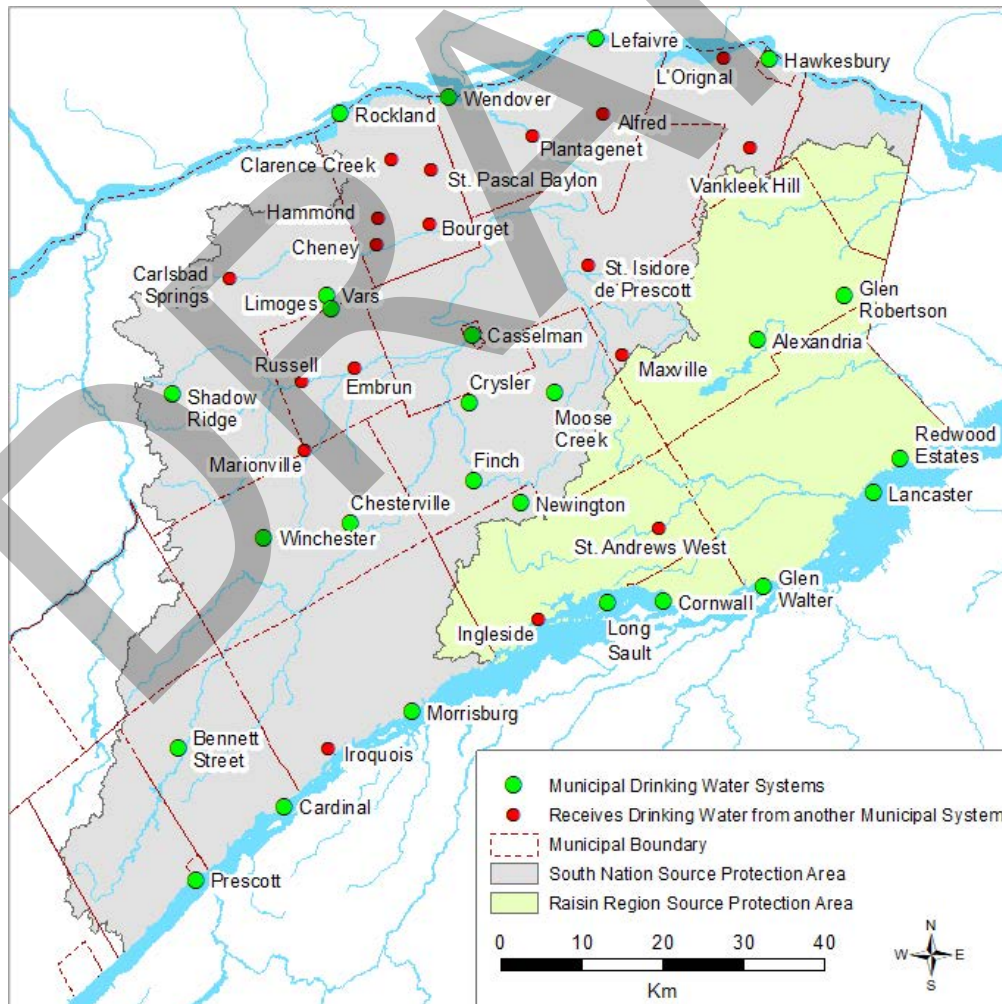 DRAFT
Lefaivre
L'Orignal
Hawkesbury
Wendover
Rockland
Alfred
Plantagenet
Clarence Creek
St. Pascal Baylon
Vankleek Hill
Hammond
Bourget
Cheney
Carlsbad
Springs
St. Isidore
de Prescott
Limoges
Vars
Glen
Robertson
Casselman
Alexandria
Maxville
Russell
Embrun
Crysler
Shadow
Ridge
Moose
Creek
Redwood
Estates
Marionville
Finch
Lancaster
Chesterville
Newington
Winchester
St. Andrews West
Glen
Walter
Cornwall
Ingleside
Long
Sault
Morrisburg
Bennett
Street
Iroquois
Cardinal
Prescott
Municipal Drinking Water Systems
Receives Drinking Water from another Municipal System
Municipal Boundary
South Nation Source Protection Area
Raisin Region Source Protection Area
0 10 20 30 40
Km
N
W E
S